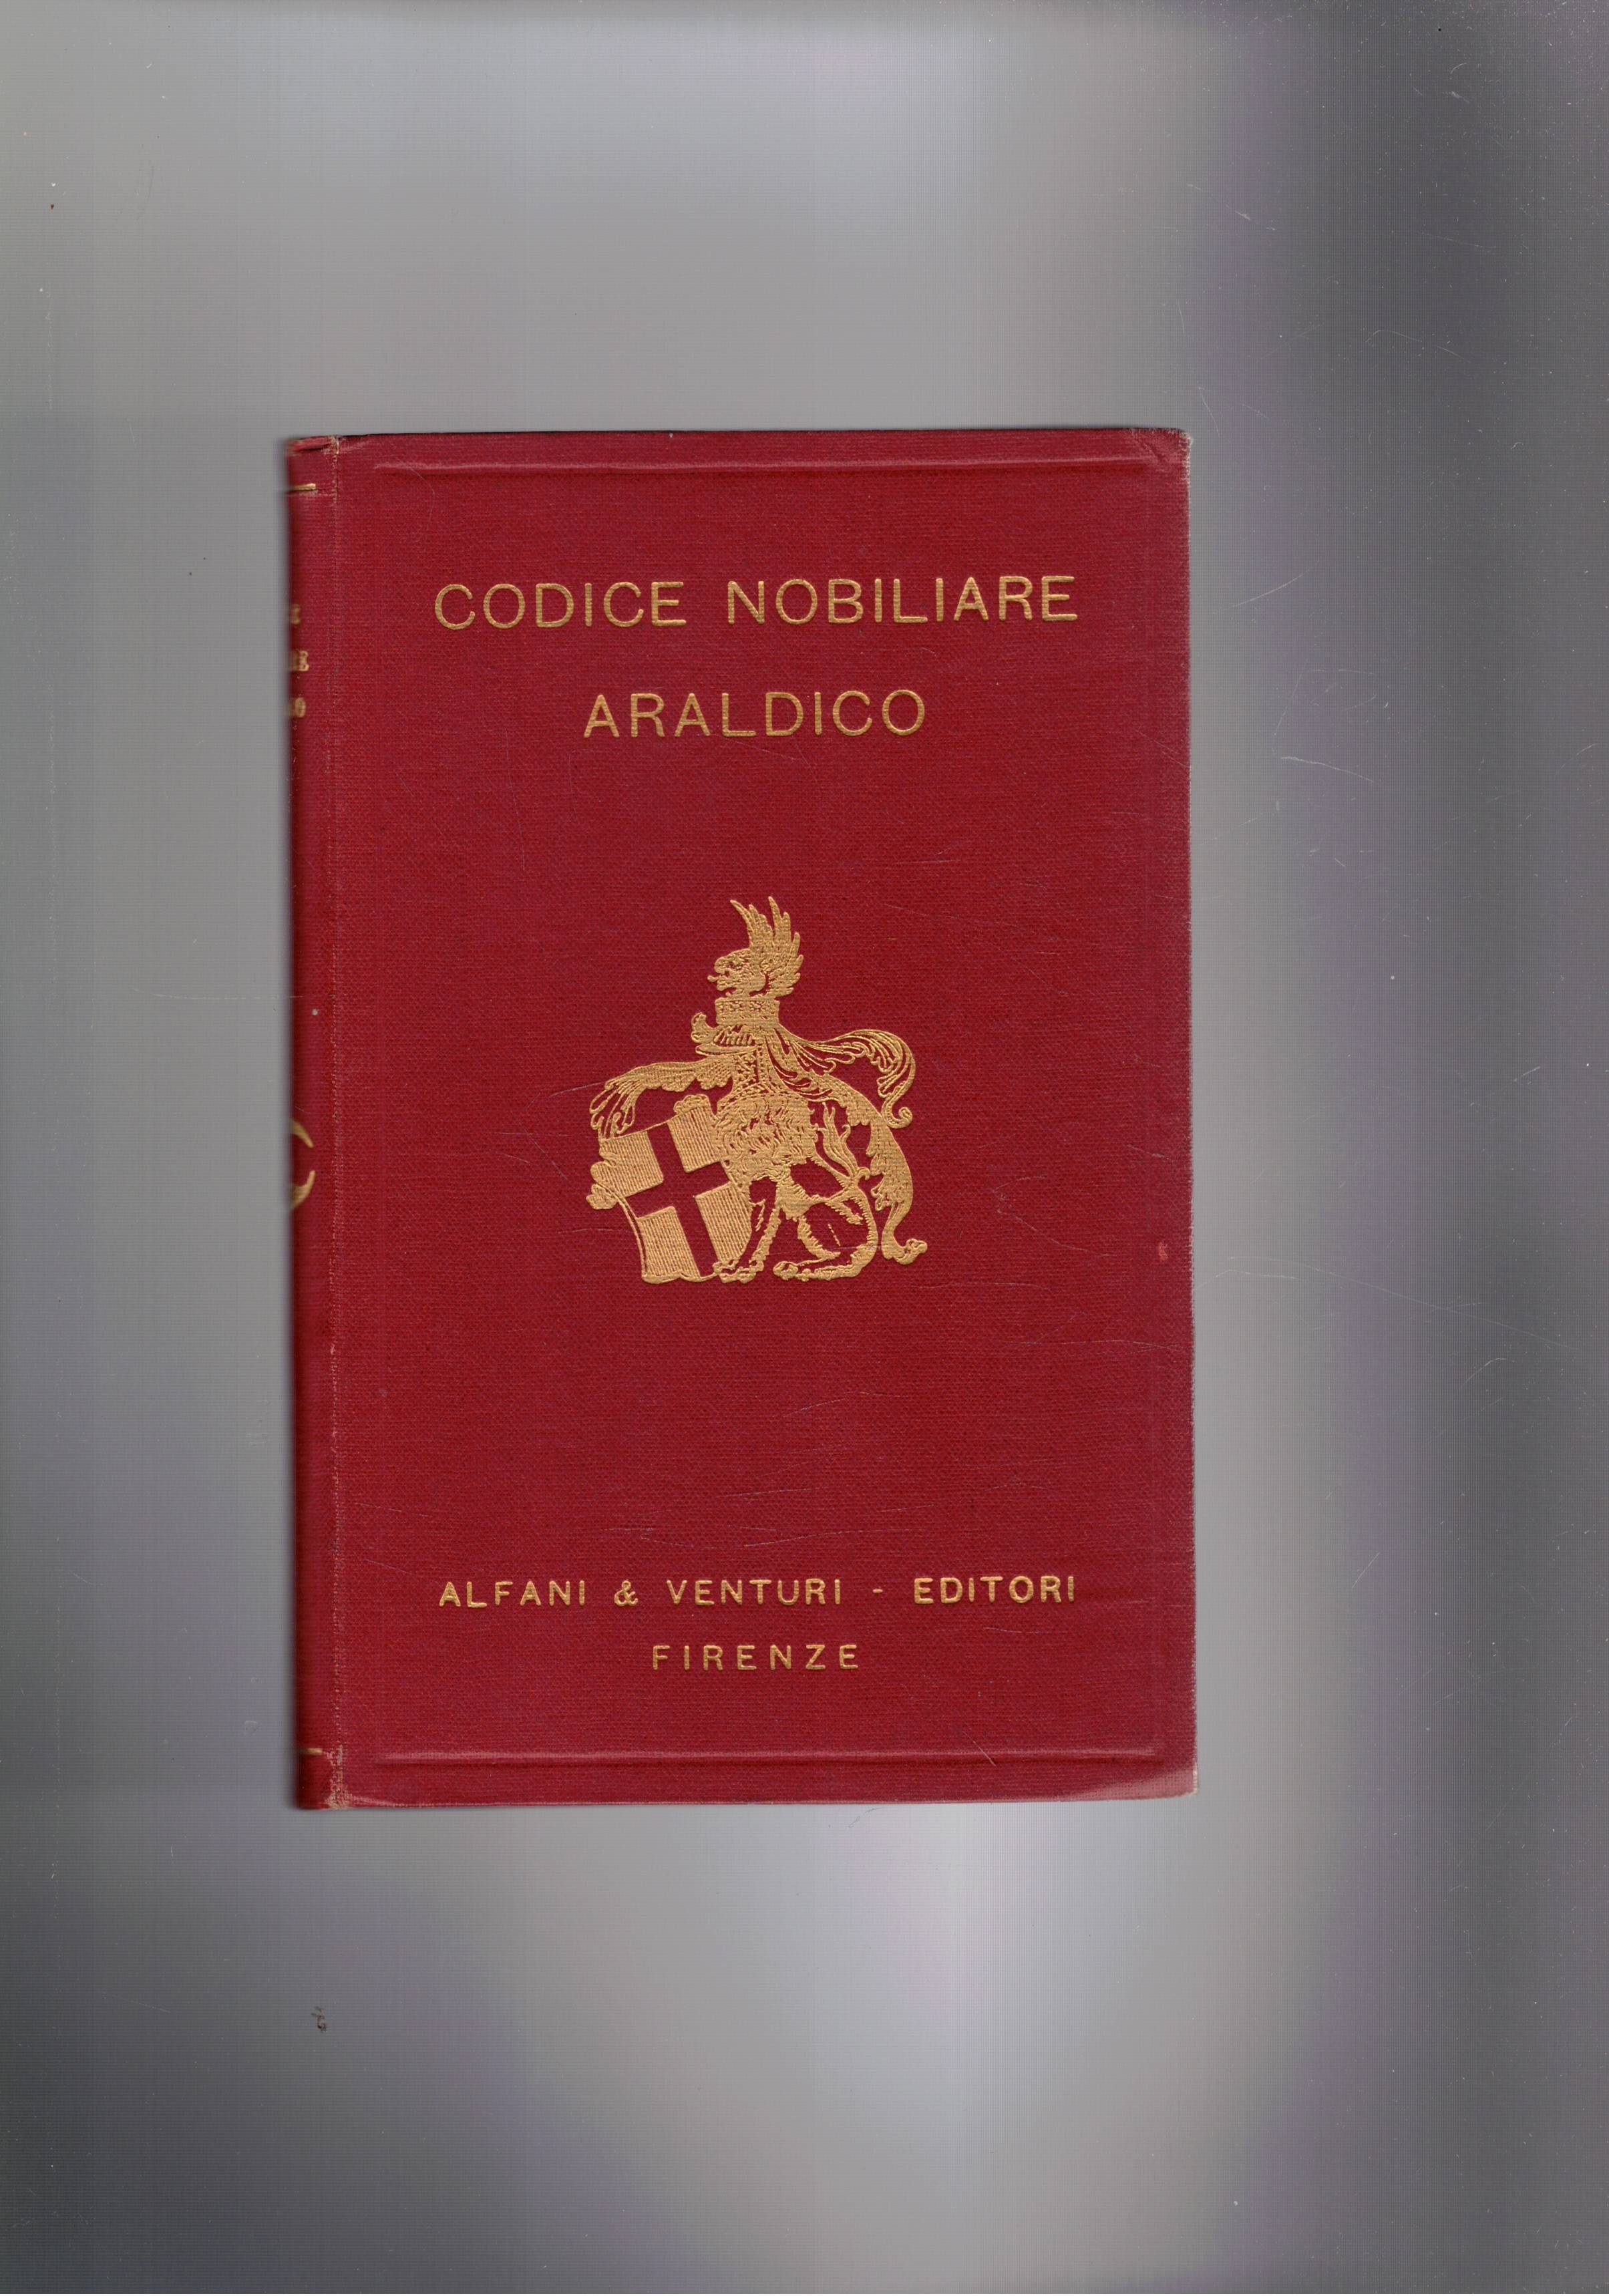 CODICE NOBILIARE
ARALDICO
ALFANI & VENTURI - EDITORI
FIRENZE